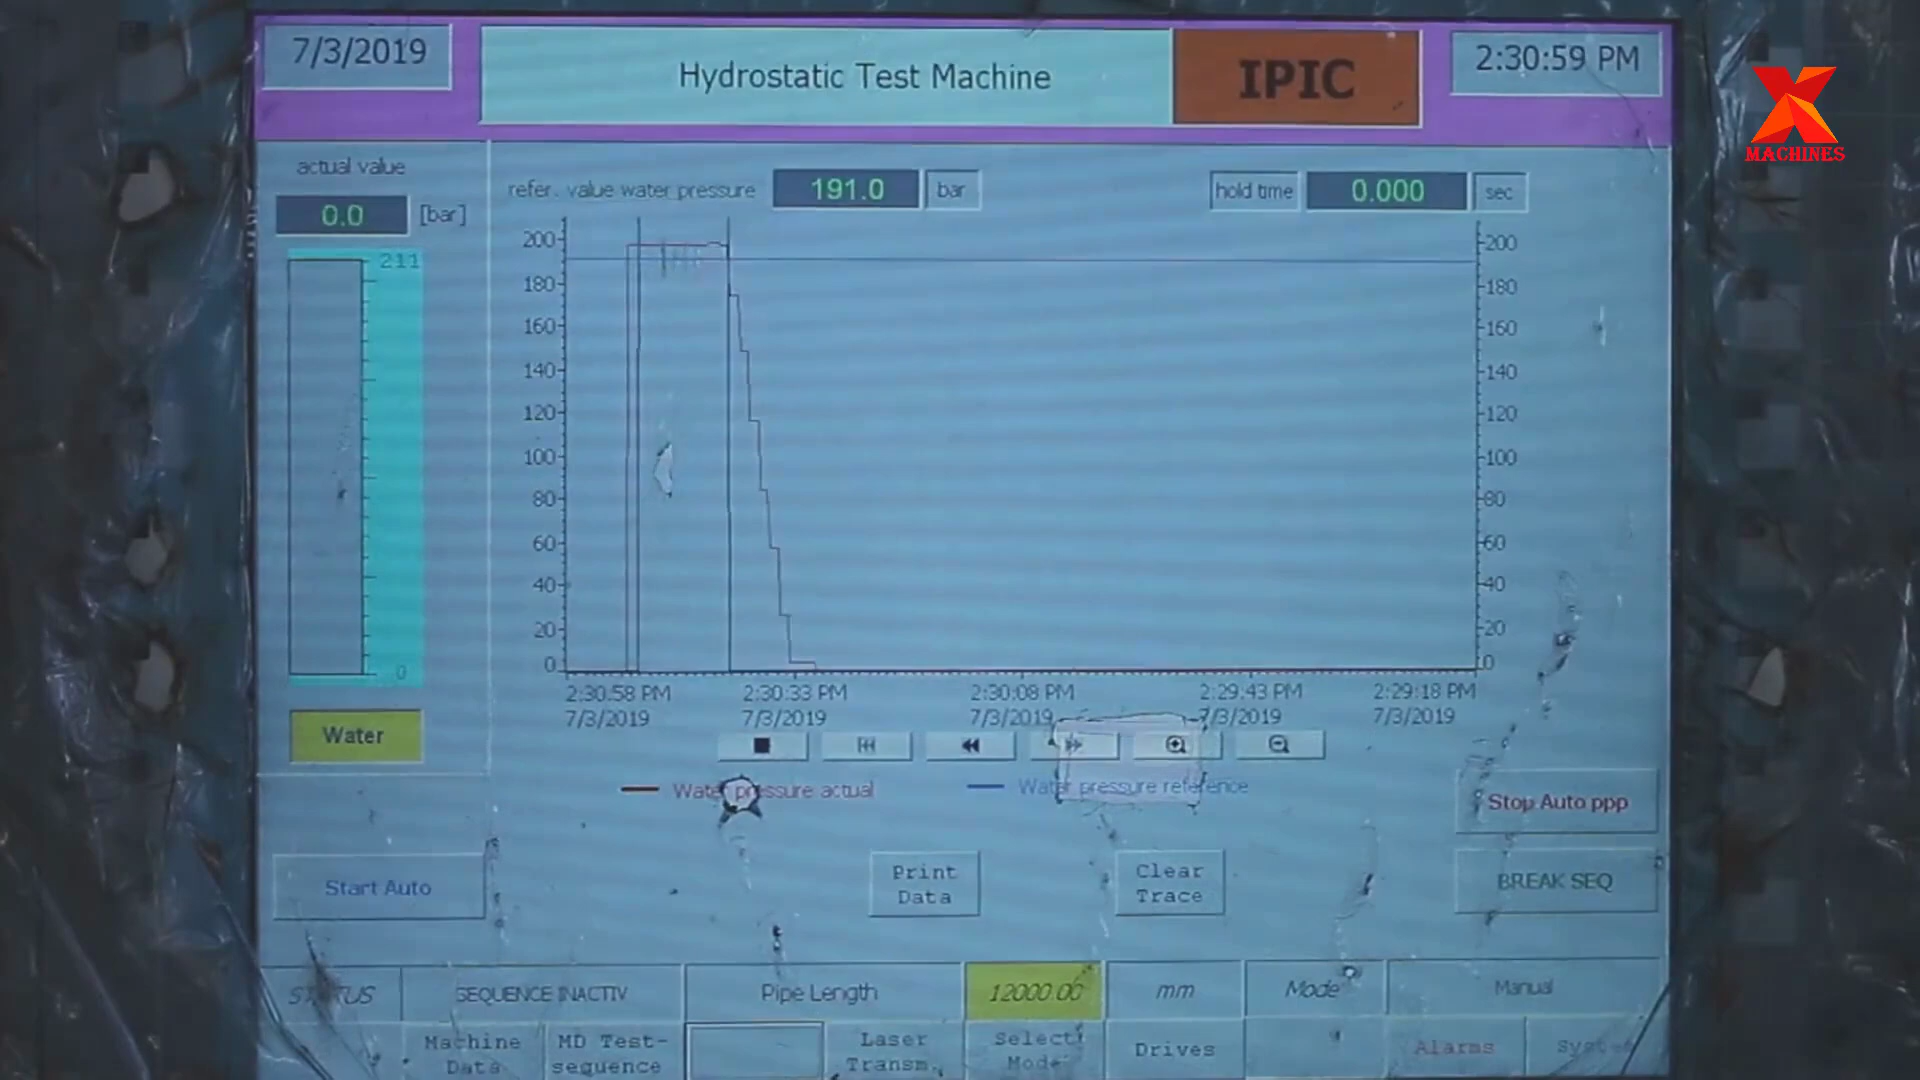 7/3/2019
Hydrostatic Test Machine
IPIC
2:30:59 PM
X
MACHINES
actual value
0.0 [bar]
refer. value water pressure 191.0 bar
hold time 0.000 sec
211
0
200 200
180 180
160 160
140 140
120 120
100 100
80 80
60 60
40 40
20 20
0 0
2:30:58 PM 2:30:33 PM 2:30:08 PM 2:29:43 PM 2:29:18 PM
7/3/2019 7/3/2019 7/3/2019 7/3/2019 7/3/2019
Water
Water pressure actual Water pressure reference
Stop Auto ppp
Start Auto
Print
Data
Clear
Trace
BREAK SEQ
STATUS SEQUENCE INACTIV Pipe Length 12000.00 mm Mode Manual
Machine
Data
MD Test-
sequence
Laser
Transm.
Select
Mode
Drives
Alarms
System